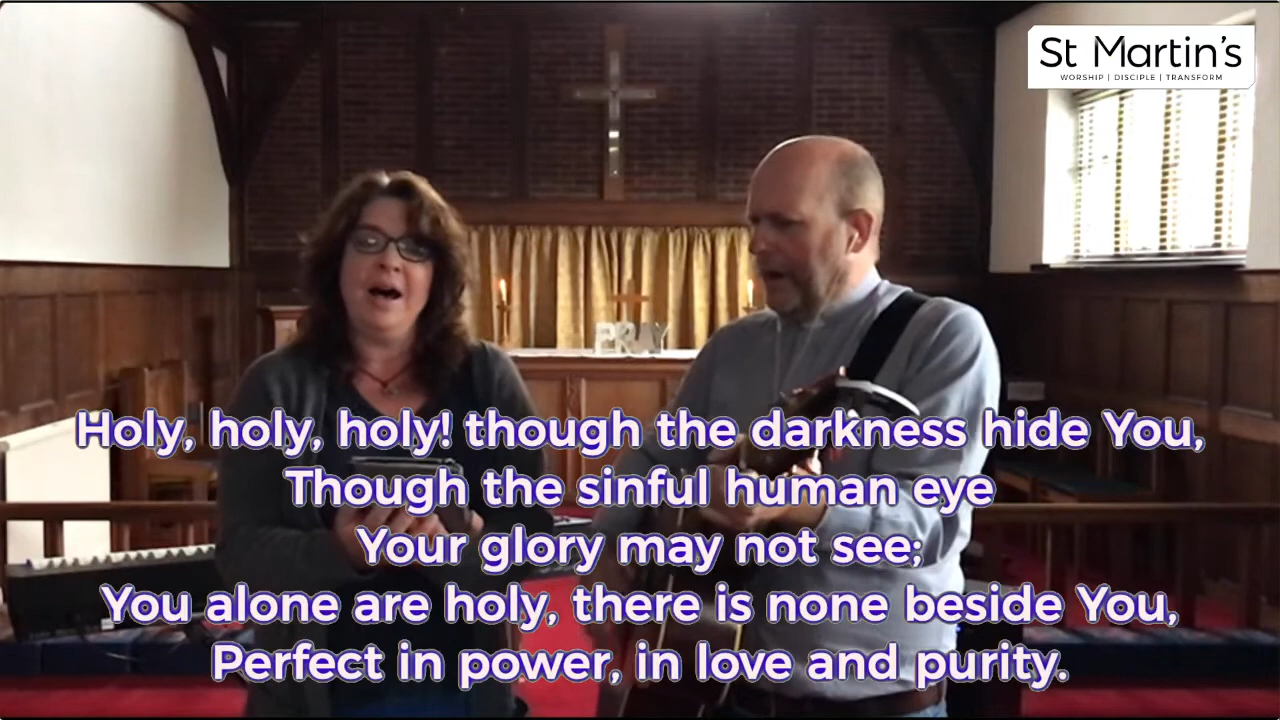 St Martin's
WORSHIP | DISCIPLE | TRANSFORM
PRAY
Holy, holy, holy! though the darkness hide You,
Though the sinful human eye
Your glory may not see;
You alone are holy, there is none beside You,
Perfect in power, in love and purity.